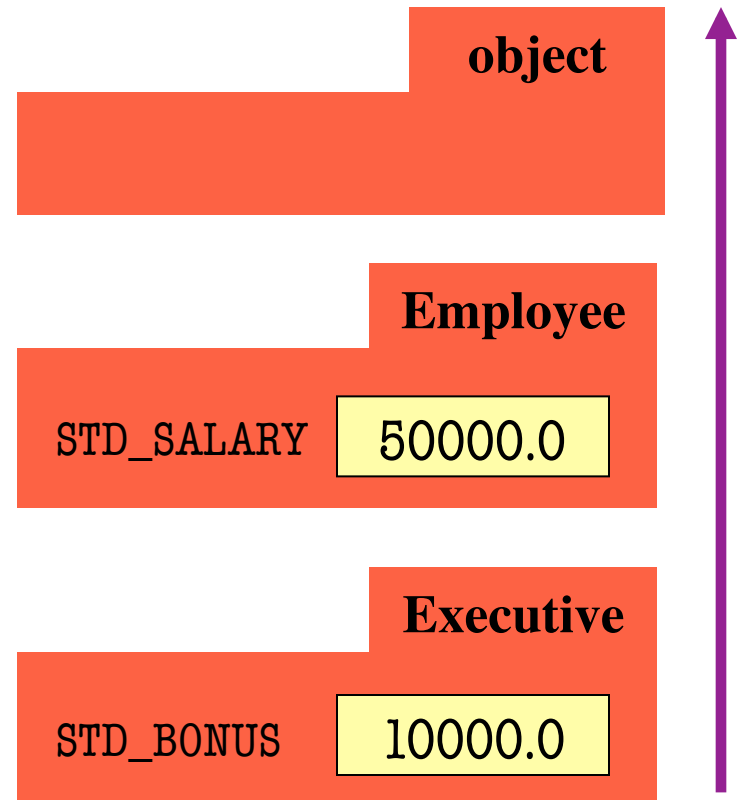 object
Employee
STD_SALARY 50000.0
Executive
STD_BONUS 10000.0